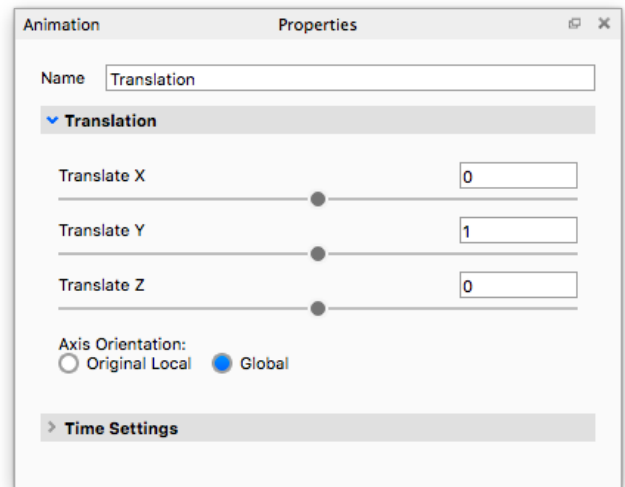 Animation Properties
Name Translation
Translation
Translate X 0
Translate Y 1
Translate Z 0
Axis Orientation:
Original Local Global
Time Settings